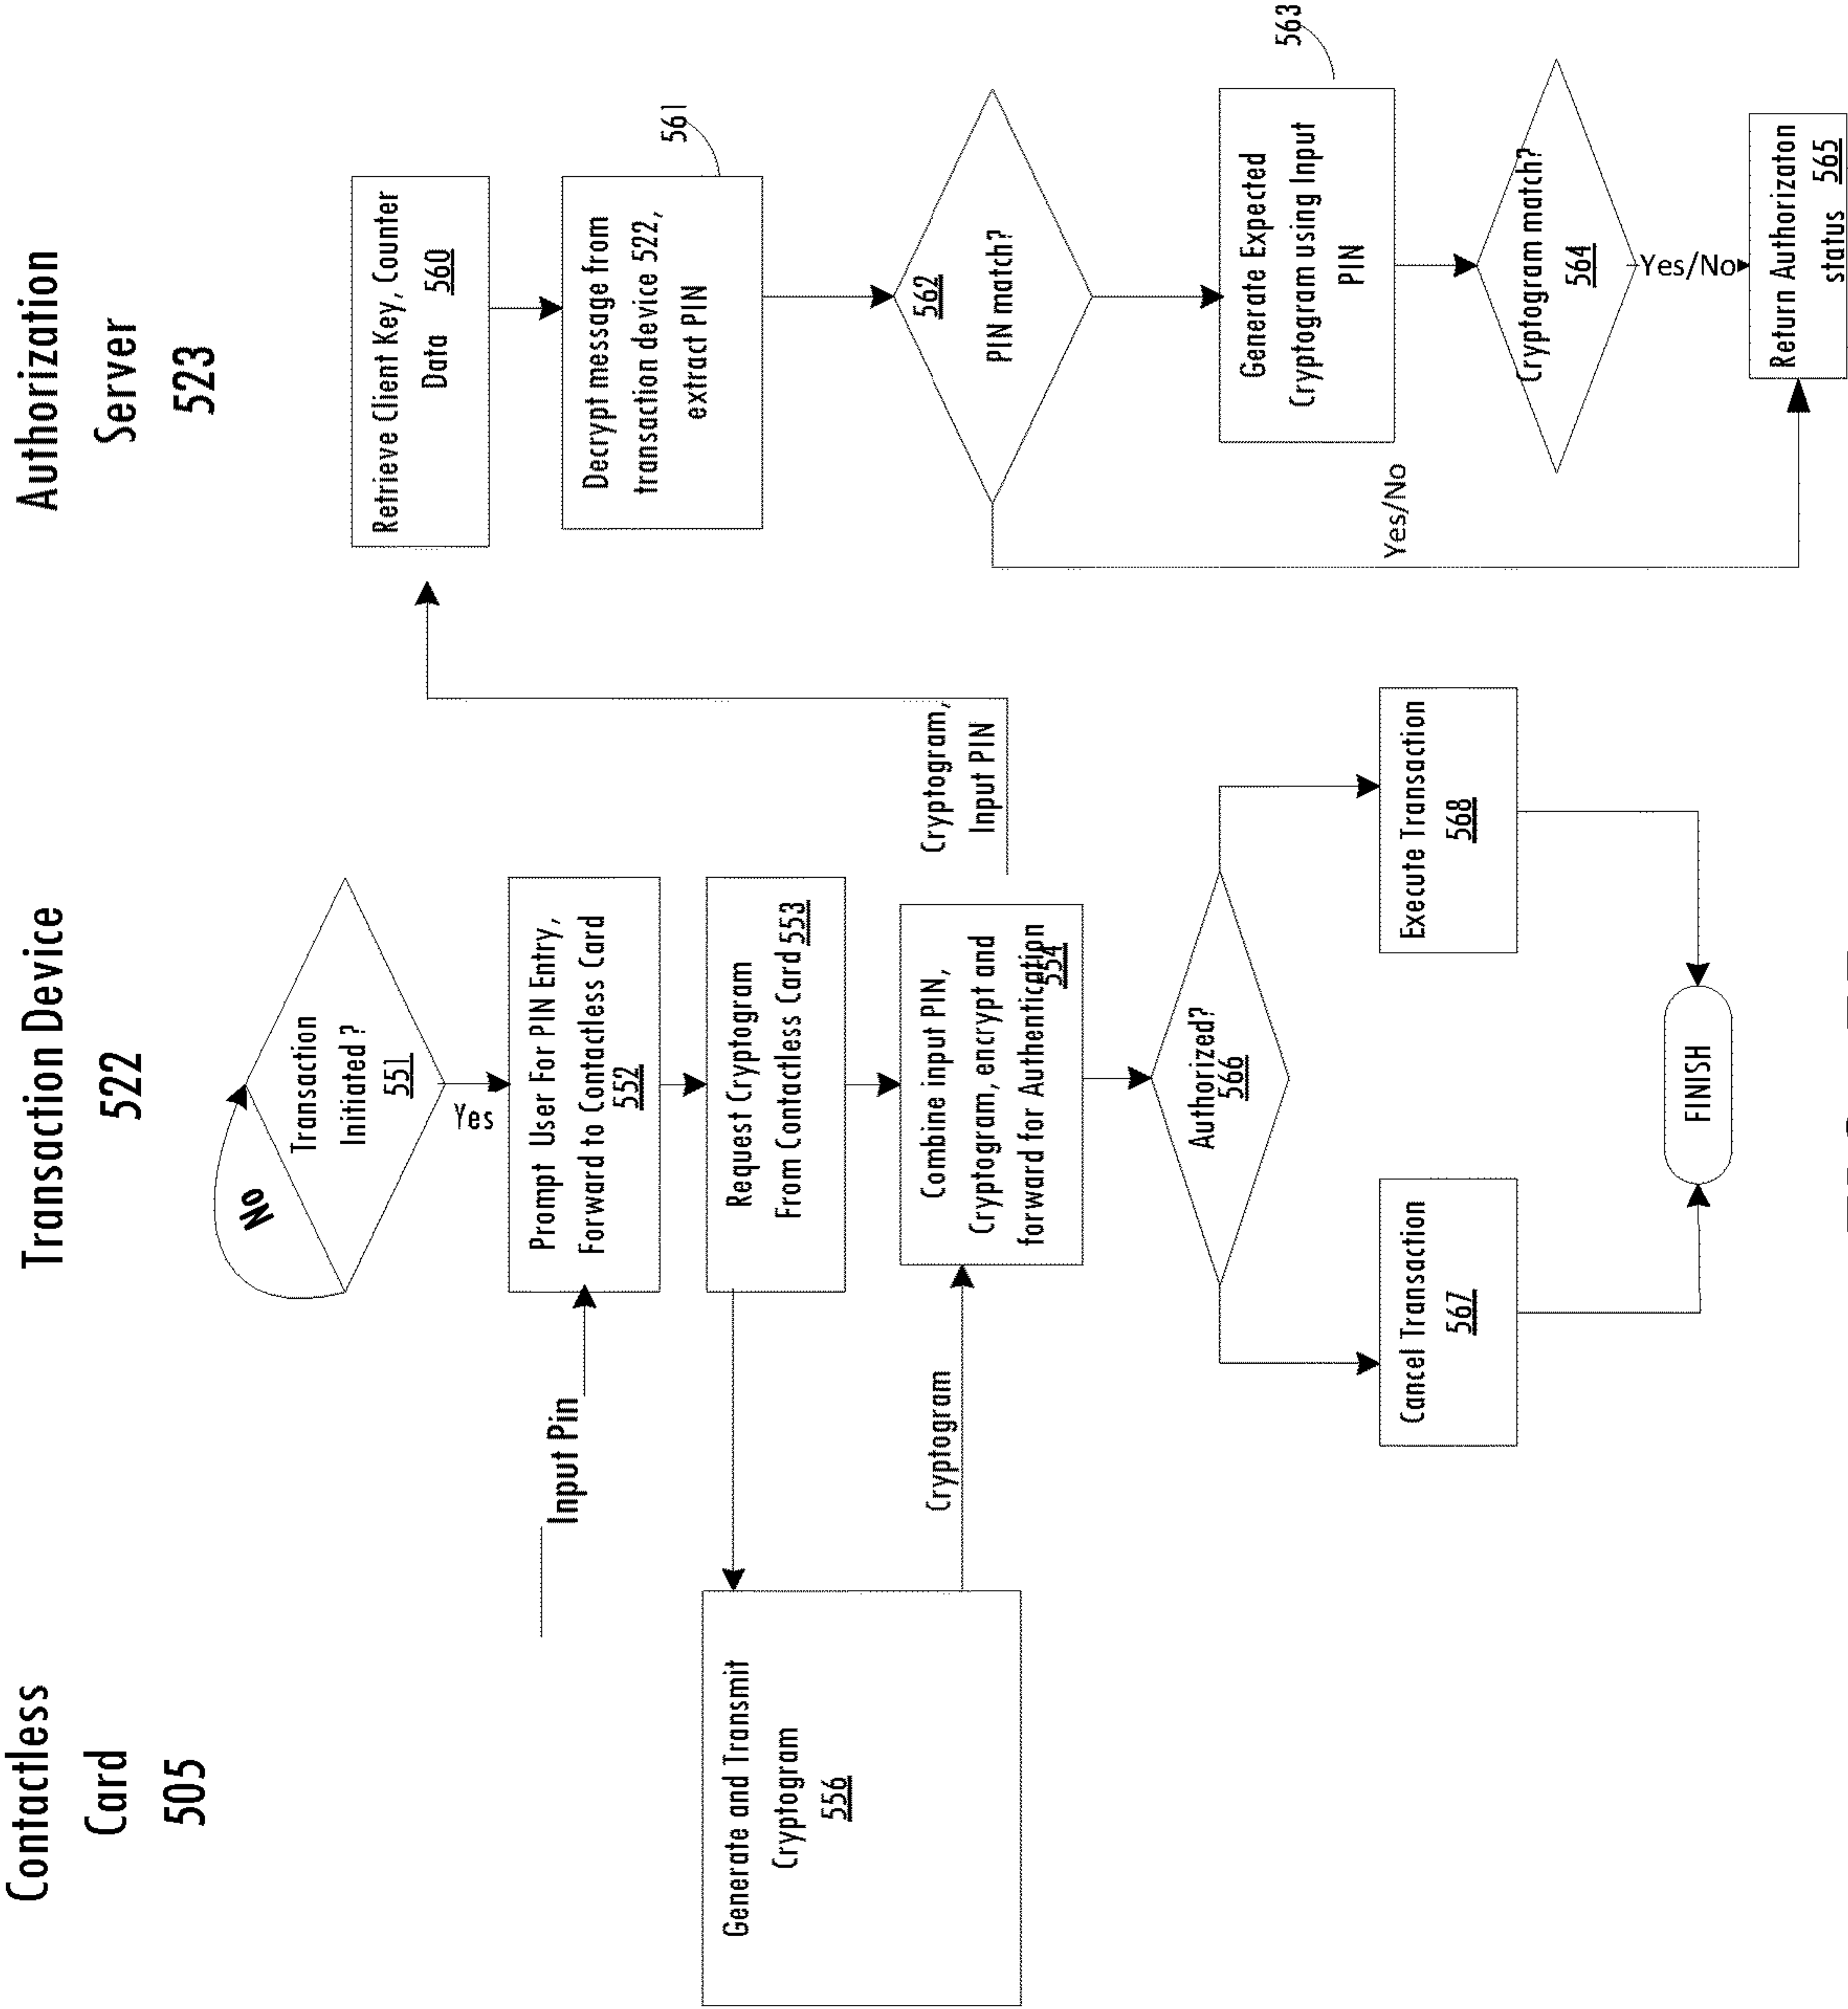 Contactless
Card
505
Transaction Device
522
Authorization
Server
523
No
Transaction
Initiated ?
551
Yes
Input Pin
Prompt User For PIN Entry,
Forward to Contactless Card
552
Request Cryptogram
From Contactless Card 553
Generate and Transmit
Cryptogram
556
Cryptogram
Combine input PIN,
Cryptogram, encrypt and
forward for Authentication
554
Cryptogram,
Input PIN
Authorized?
566
Cancel Transaction
567
Execute Transaction
568
FINISH
Retrieve Client Key, Counter
Data 560
Decrypt message from
transaction device 522,
extract PIN
561
562
PIN match?
Yes/No
Generate Expected
Cryptogram using Input
PIN
563
Cryptogram match?
564
Yes/No
Return Authorizaton
status 565